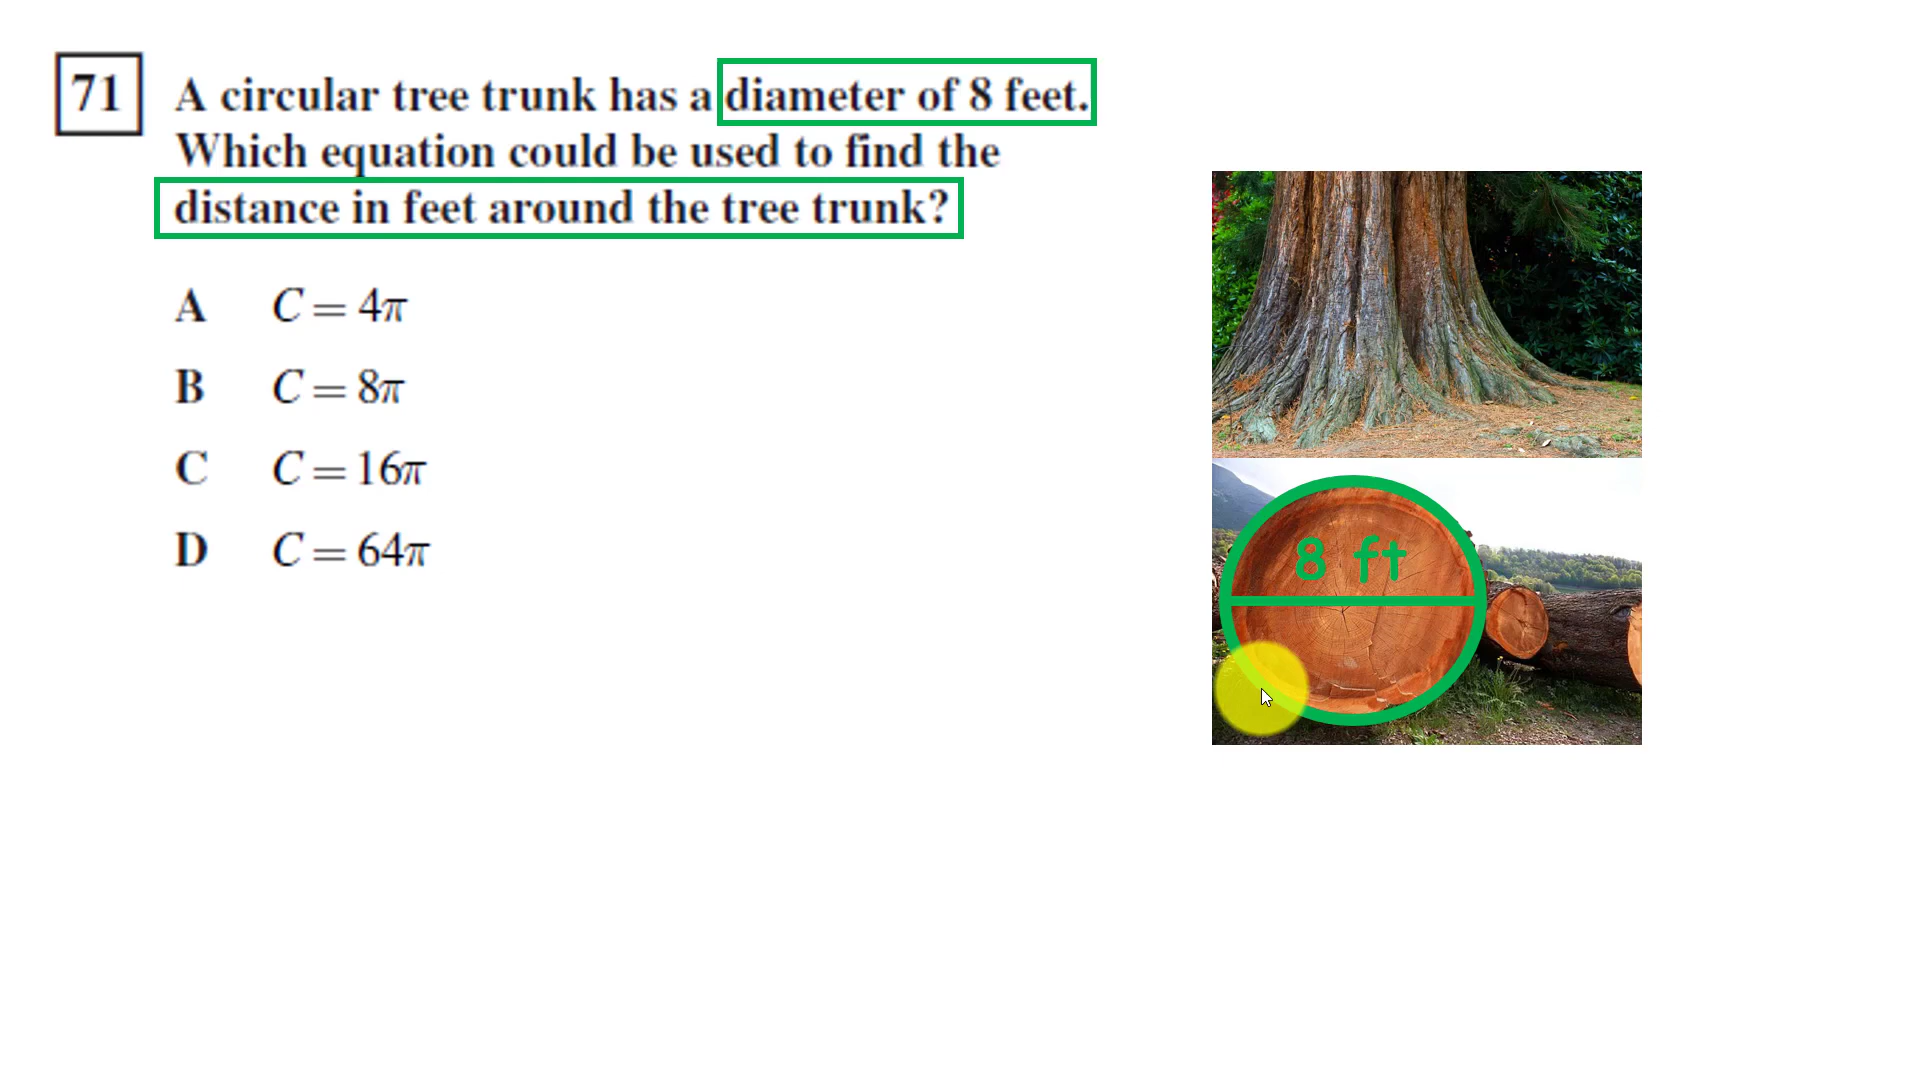 71 A circular tree trunk has a diameter of 8 feet.
Which equation could be used to find the
distance in feet around the tree trunk?
A C = 4π
B C = 8π
C C = 16π
D C = 64π
8 ft